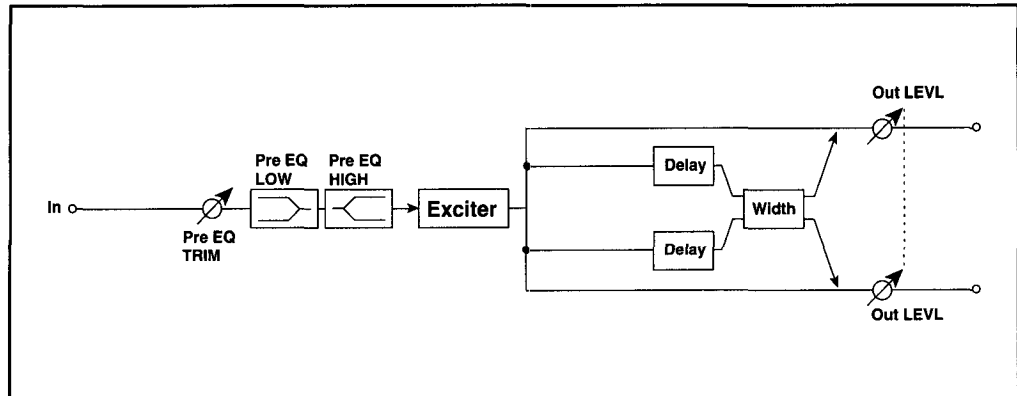 Out LEVL
Pre EQ
LOW
Pre EQ
HIGH
Delay
In
Exciter
Width
Pre EQ
TRIM
Delay
Out LEVL